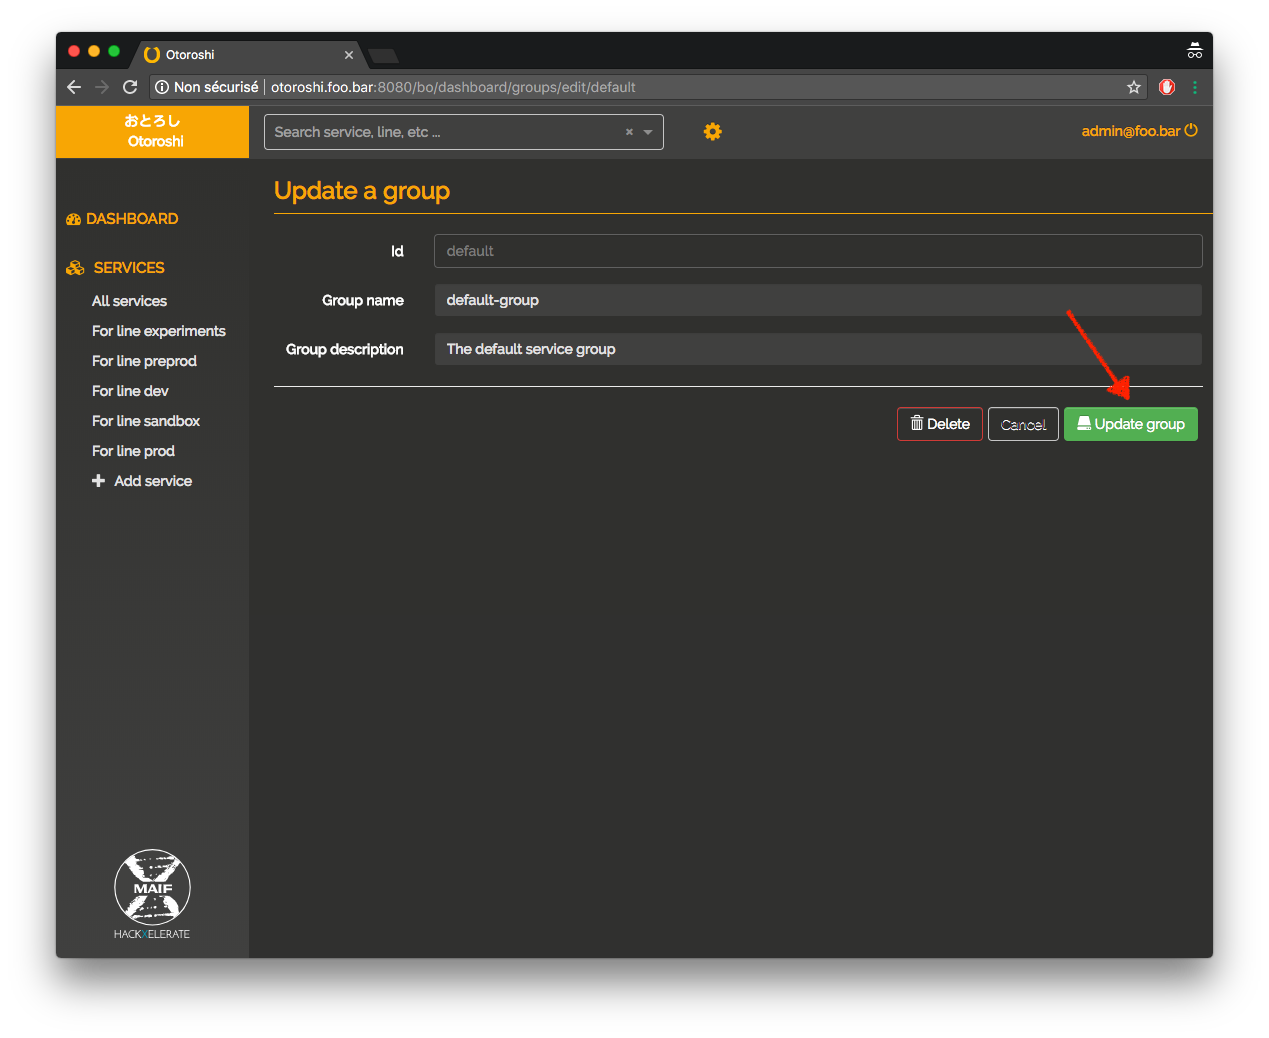 Otoroshi
Non sécurisé | otoroshi.foo.bar:8080/bo/dashboard/groups/edit/default
おとろし
Otoroshi
Search service, line, etc ...
admin@foo.bar
Update a group
DASHBOARD
SERVICES
All services
For line experiments
For line preprod
For line dev
For line sandbox
For line prod
Add service
Id
default
Group name
default-group
Group description
The default service group
Delete
Cancel
Update group
MAIF
HACKXELERATE